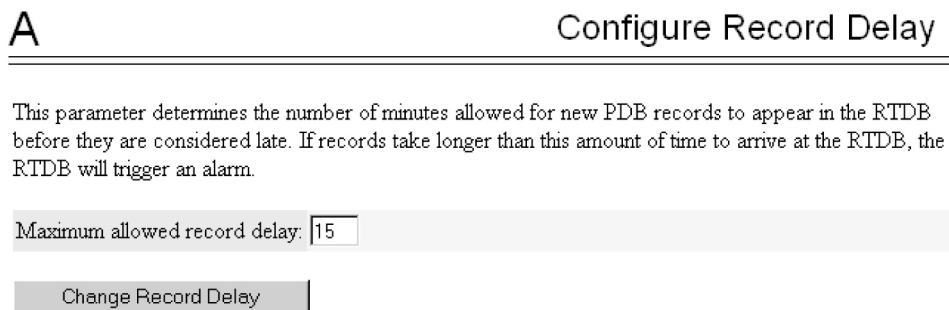 A
Configure Record Delay
This parameter determines the number of minutes allowed for new PDB records to appear in the RTDB
before they are considered late. If records take longer than this amount of time to arrive at the RTDB, the
RTDB will trigger an alarm.
Maximum allowed record delay: 15
Change Record Delay